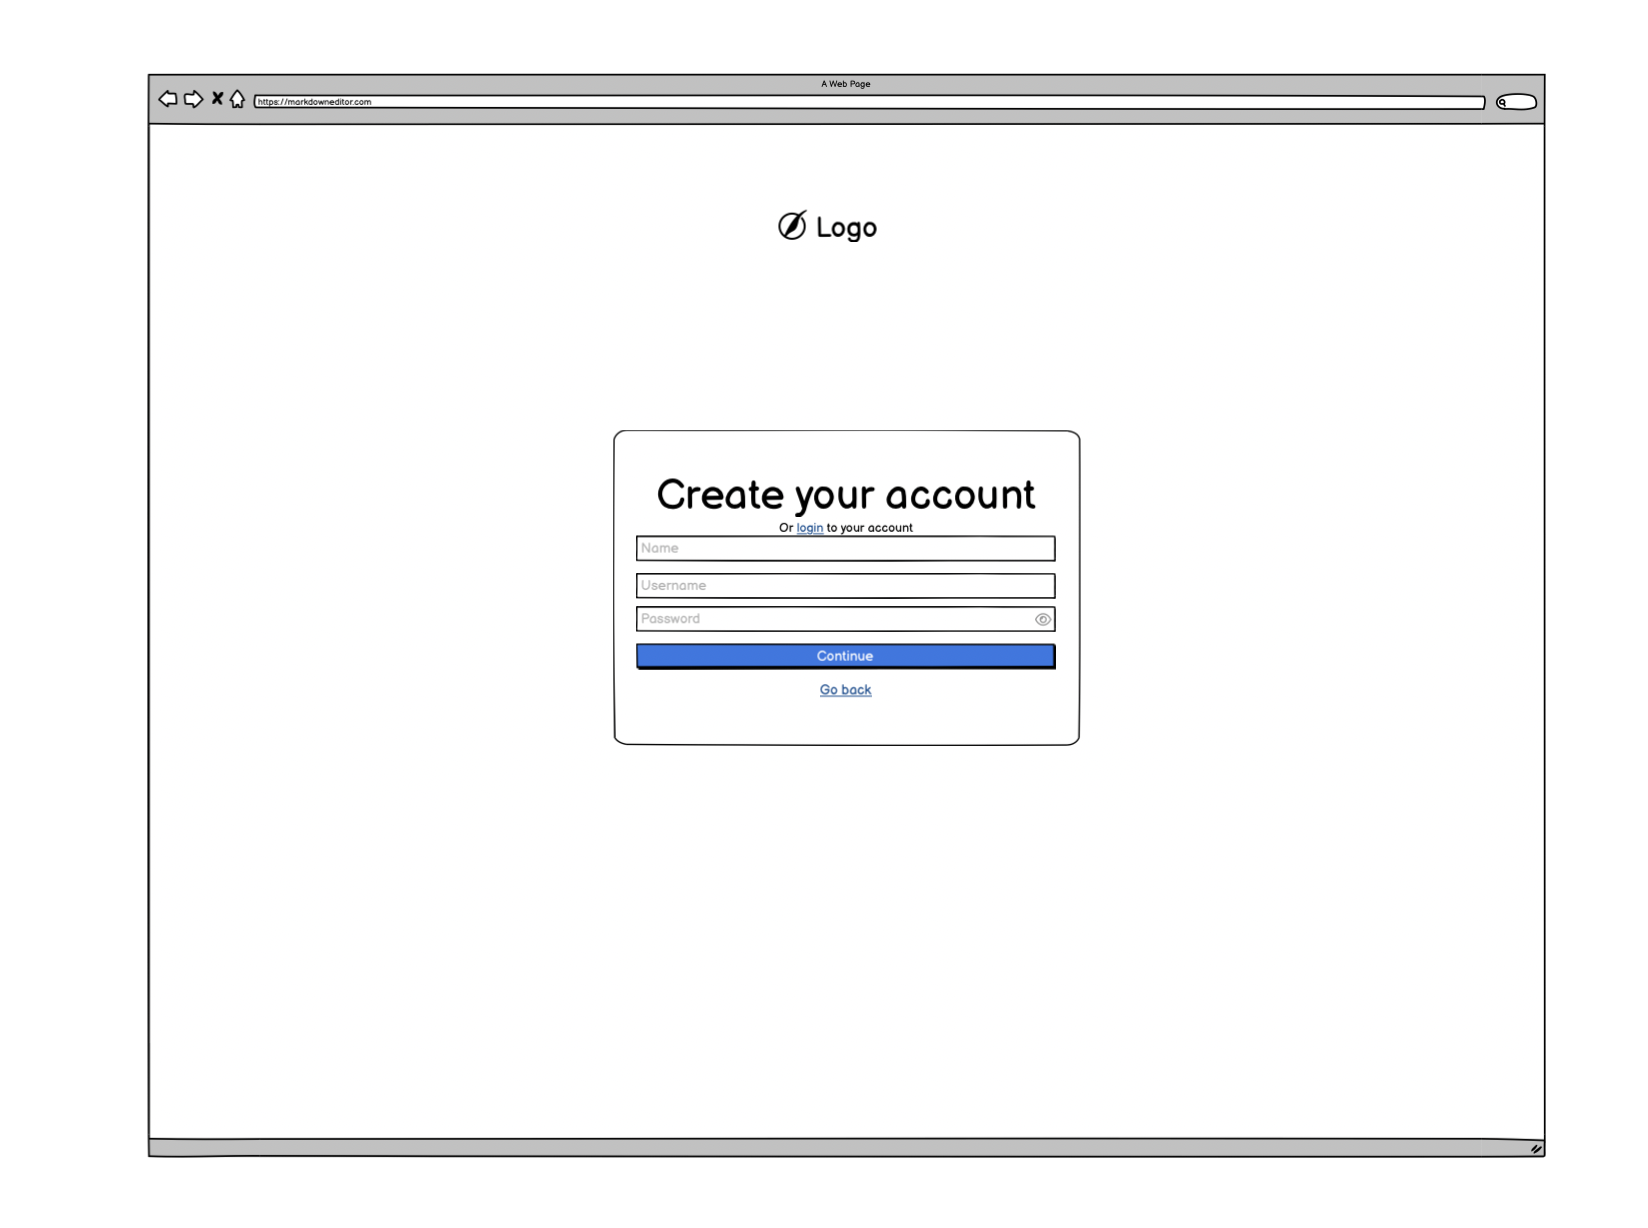 A Web Page
https://markdowneditor.com
Logo
Create your account
Or login to your account
Name
Username
Password
Continue
Go back